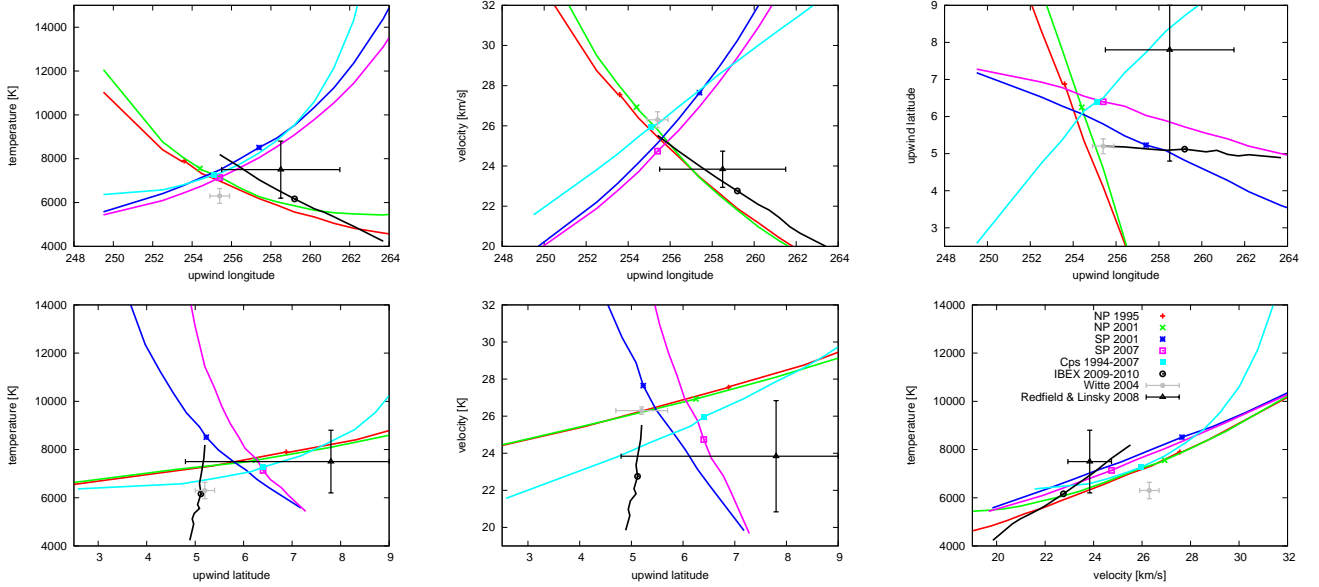 14000
12000
10000
8000
6000
4000
248 250 252 254 256 258 260 262 264
temperature [K]
upwind longitude
32
30
28
26
24
22
20
248 250 252 254 256 258 260 262 264
velocity [km/s]
upwind longitude
9
8
7
6
5
4
3
248 250 252 254 256 258 260 262 264
upwind latitude
upwind longitude
14000
12000
10000
8000
6000
4000
3 4 5 6 7 8 9
temperature [K]
upwind latitude
32
30
28
26
24
22
20
3 4 5 6 7 8 9
velocity [K]
upwind latitude
14000
12000
10000
8000
6000
4000
20 22 24 26 28 30 32
temperature [K]
velocity [km/s]
NP 1995
NP 2001
SP 2001
SP 2007
Cps 1994-2007
IBEX 2009-2010
Witte 2004
Redfield & Linsky 2008